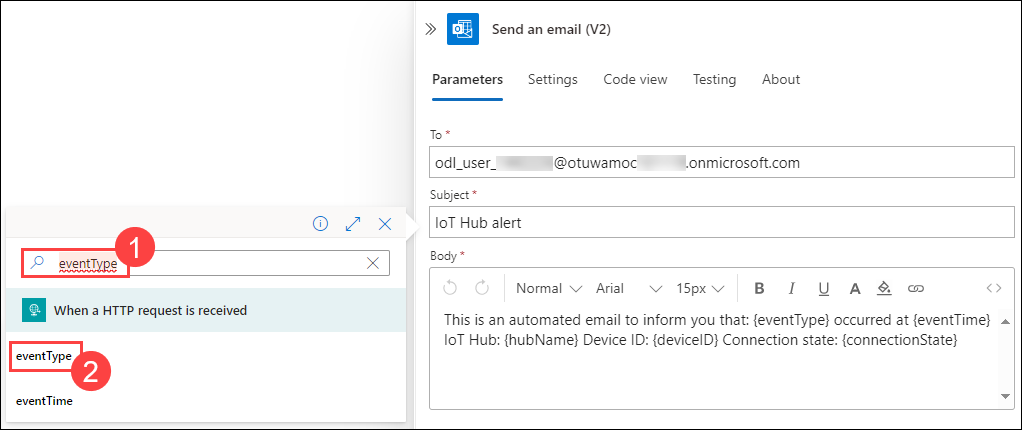 Send an email (V2)
Parameters Settings Code view Testing About
To *
odl_user_ @otuwamoc .onmicrosoft.com
Subject *
IoT Hub alert
Body *
Normal Arial 15px B I U A
This is an automated email to inform you that: {eventType} occurred at {eventTime}
IoT Hub: {hubName} Device ID: {deviceID} Connection state: {connectionState}
1
eventType
When a HTTP request is received
eventType
2
eventTime